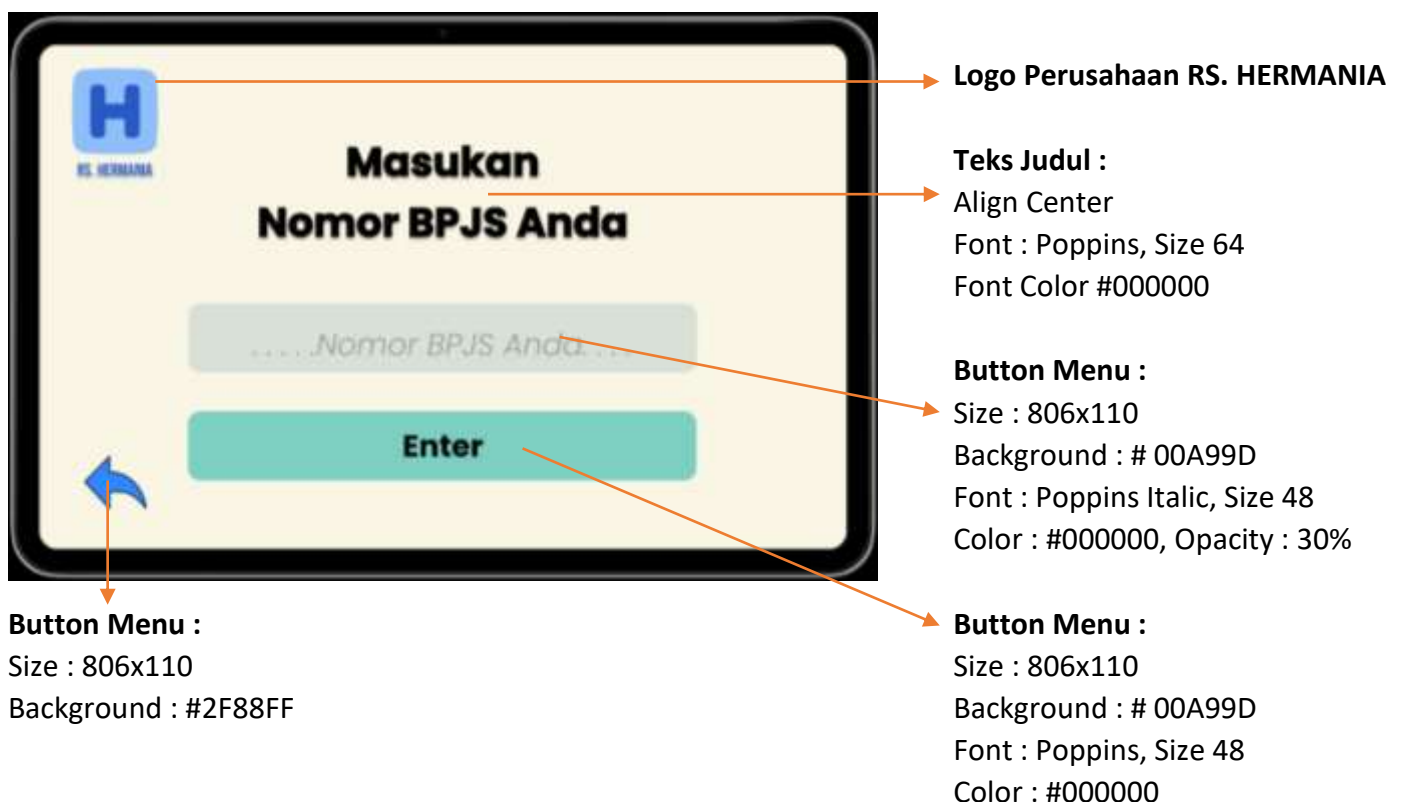 RS. HERMANIA
Masukan
Nomor BPJS Anda
. . . . .Nomor BPJS Anda. . . .
Enter
Logo Perusahaan RS. HERMANIA
Teks Judul :
Align Center
Font : Poppins, Size 64
Font Color #000000
Button Menu :
Size : 806x110
Background : # 00A99D
Font : Poppins Italic, Size 48
Color : #000000, Opacity : 30%
Button Menu :
Size : 806x110
Background : #2F88FF
Button Menu :
Size : 806x110
Background : # 00A99D
Font : Poppins, Size 48
Color : #000000